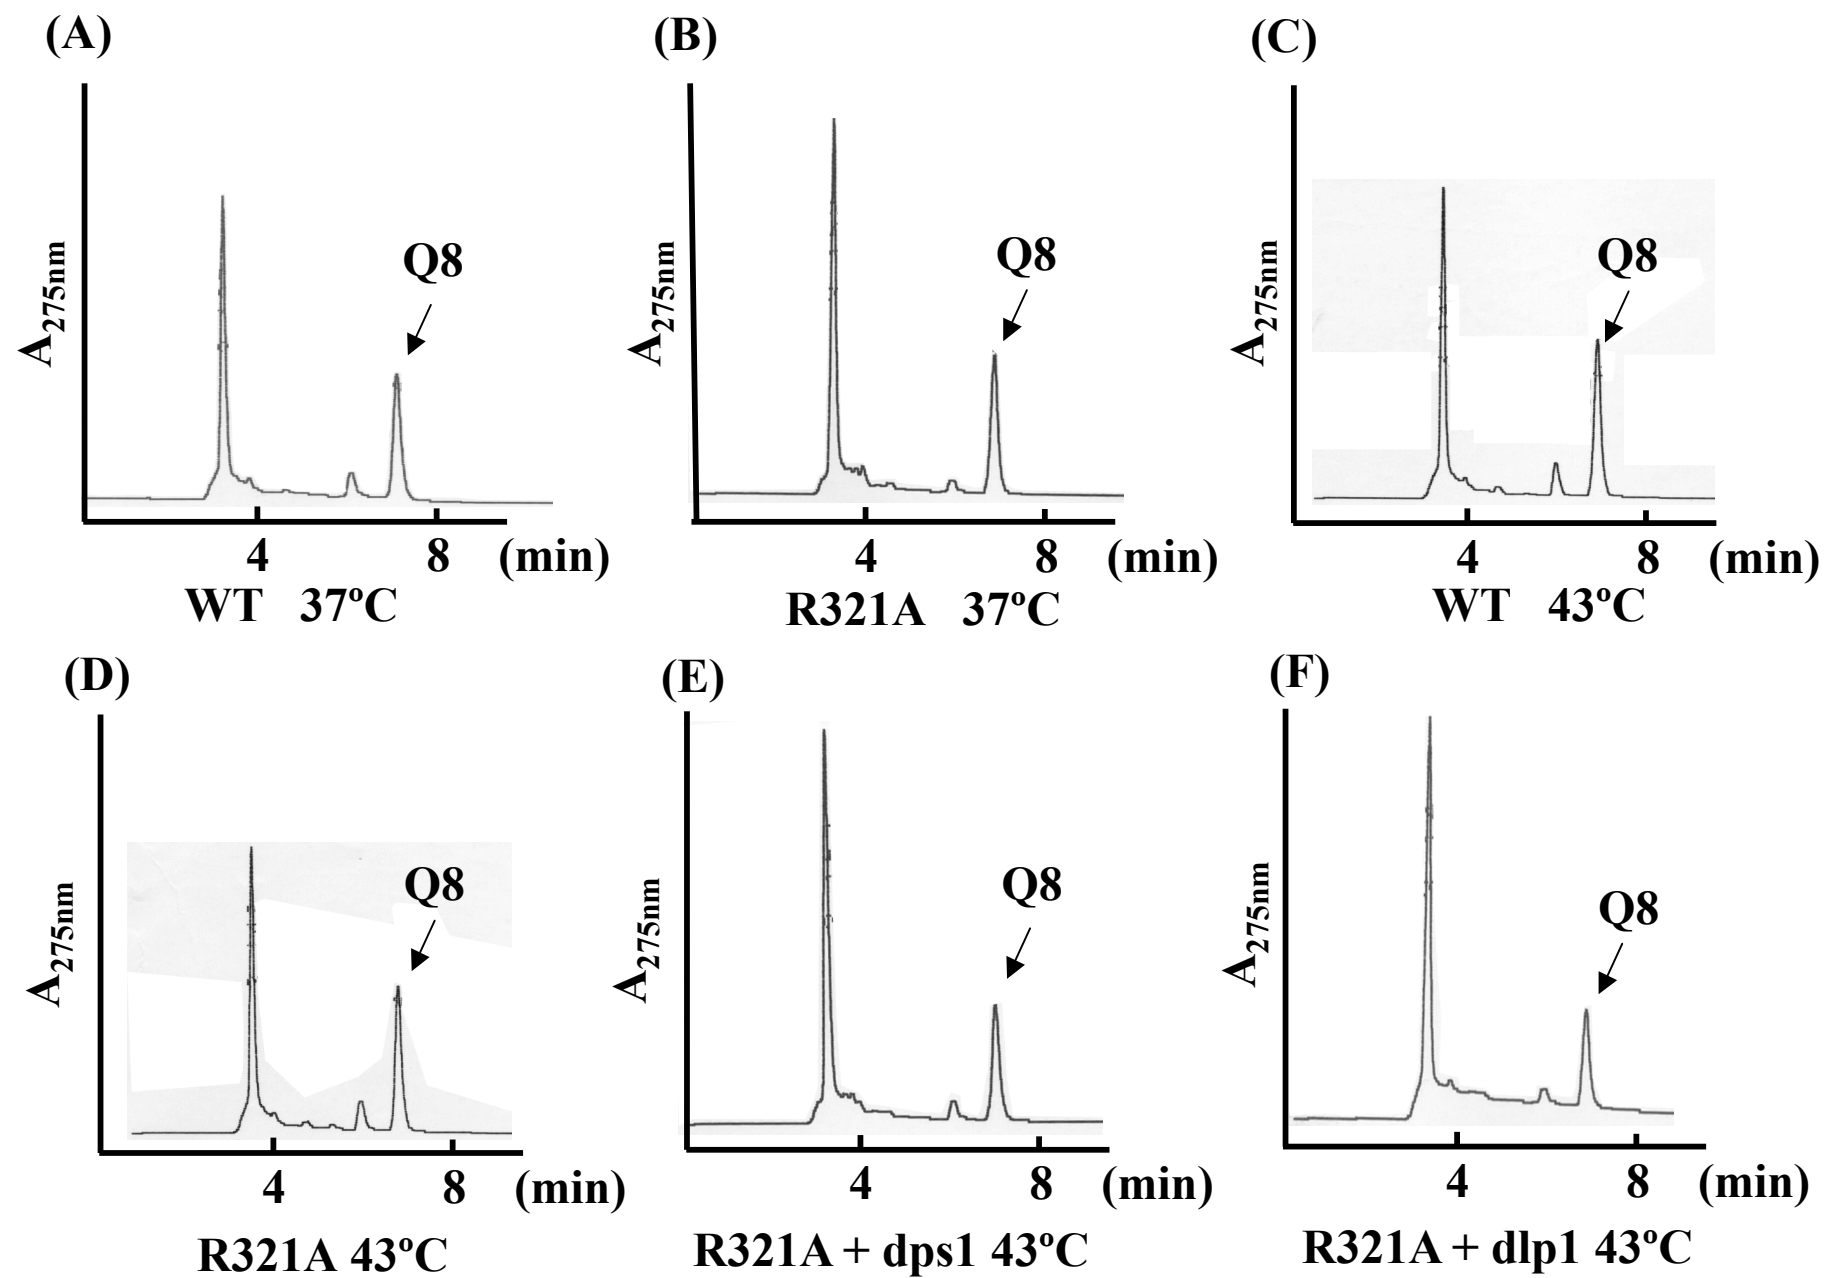 (A)
A275nm
Q8
4 8 (min)
WT 37ºC
(B)
A275nm
Q8
4 8 (min)
R321A 37ºC
(C)
A275nm
Q8
4 8 (min)
WT 43ºC
(D)
A275nm
Q8
4 8 (min)
R321A 43ºC
(E)
A275nm
Q8
4 8 (min)
R321A + dps1 43ºC
(F)
A275nm
Q8
4 8 (min)
R321A + dlp1 43ºC